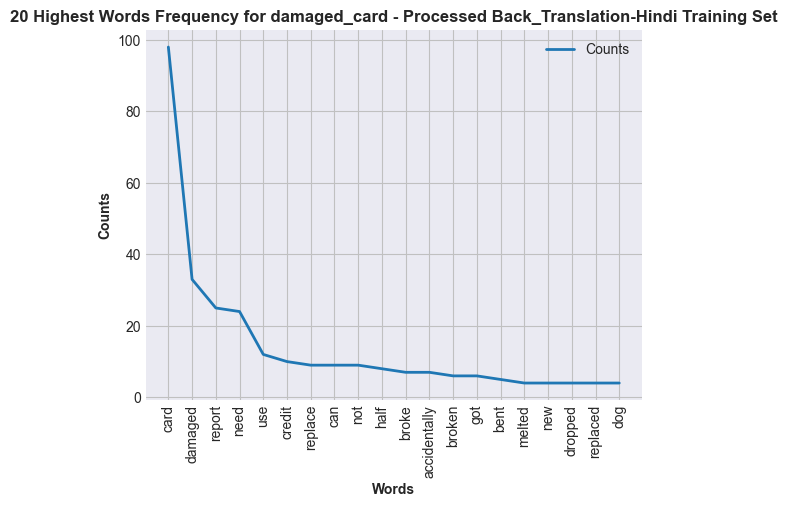 20 Highest Words Frequency for damaged_card - Processed Back_Translation-Hindi Training Set
Counts
100
80
60
40
20
0
Counts
card
damaged
report
need
use
credit
replace
can
not
half
broke
accidentally
broken
got
bent
melted
new
dropped
replaced
dog
Words